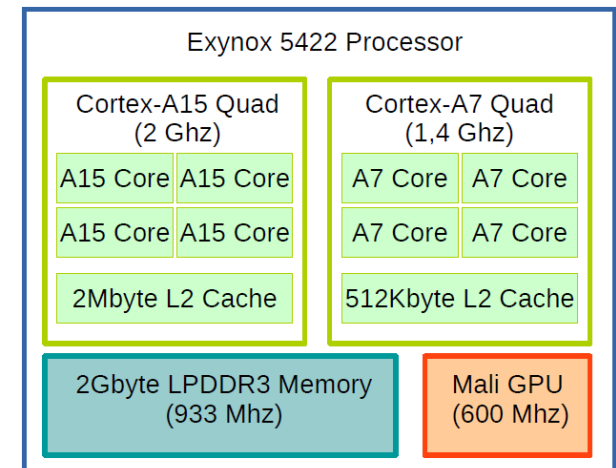 Exynox 5422 Processor
Cortex-A15 Quad
(2 Ghz)
A15 Core A15 Core
A15 Core A15 Core
2Mbyte L2 Cache
Cortex-A7 Quad
(1,4 Ghz)
A7 Core A7 Core
A7 Core A7 Core
512Kbyte L2 Cache
2Gbyte LPDDR3 Memory
(933 Mhz)
Mali GPU
(600 Mhz)